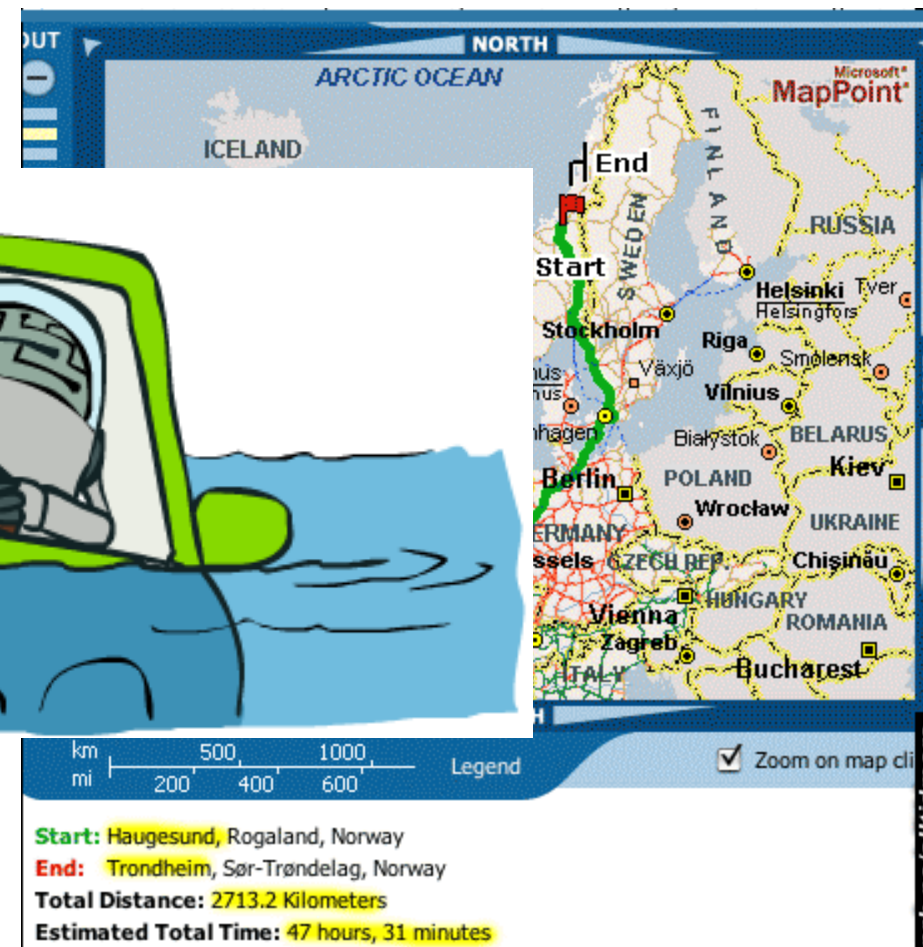 OUT
NORTH
ARCTIC OCEAN
Microsoft®
MapPoint®
ICELAND
FINLAND
End
SWEDEN
RUSSIA
Start
Helsinki
Tver
Helsingfors
Stockholm
Riga
Smolensk
Växjö
Vilnius
nhagen
Białystok
BELARUS
Berlin
POLAND
Kiev
Wrocław
ERMANY
UKRAINE
ssels
CZECH REP.
Chişinău
Vienna
HUNGARY
ROMANIA
Zagreb
ITALY
Bucharest
H
km 500 1000
mi 200 400 600
Legend
Zoom on map cli
Start: Haugesund, Rogaland, Norway
End: Trondheim, Sør-Trøndelag, Norway
Total Distance: 2713.2 Kilometers
Estimated Total Time: 47 hours, 31 minutes